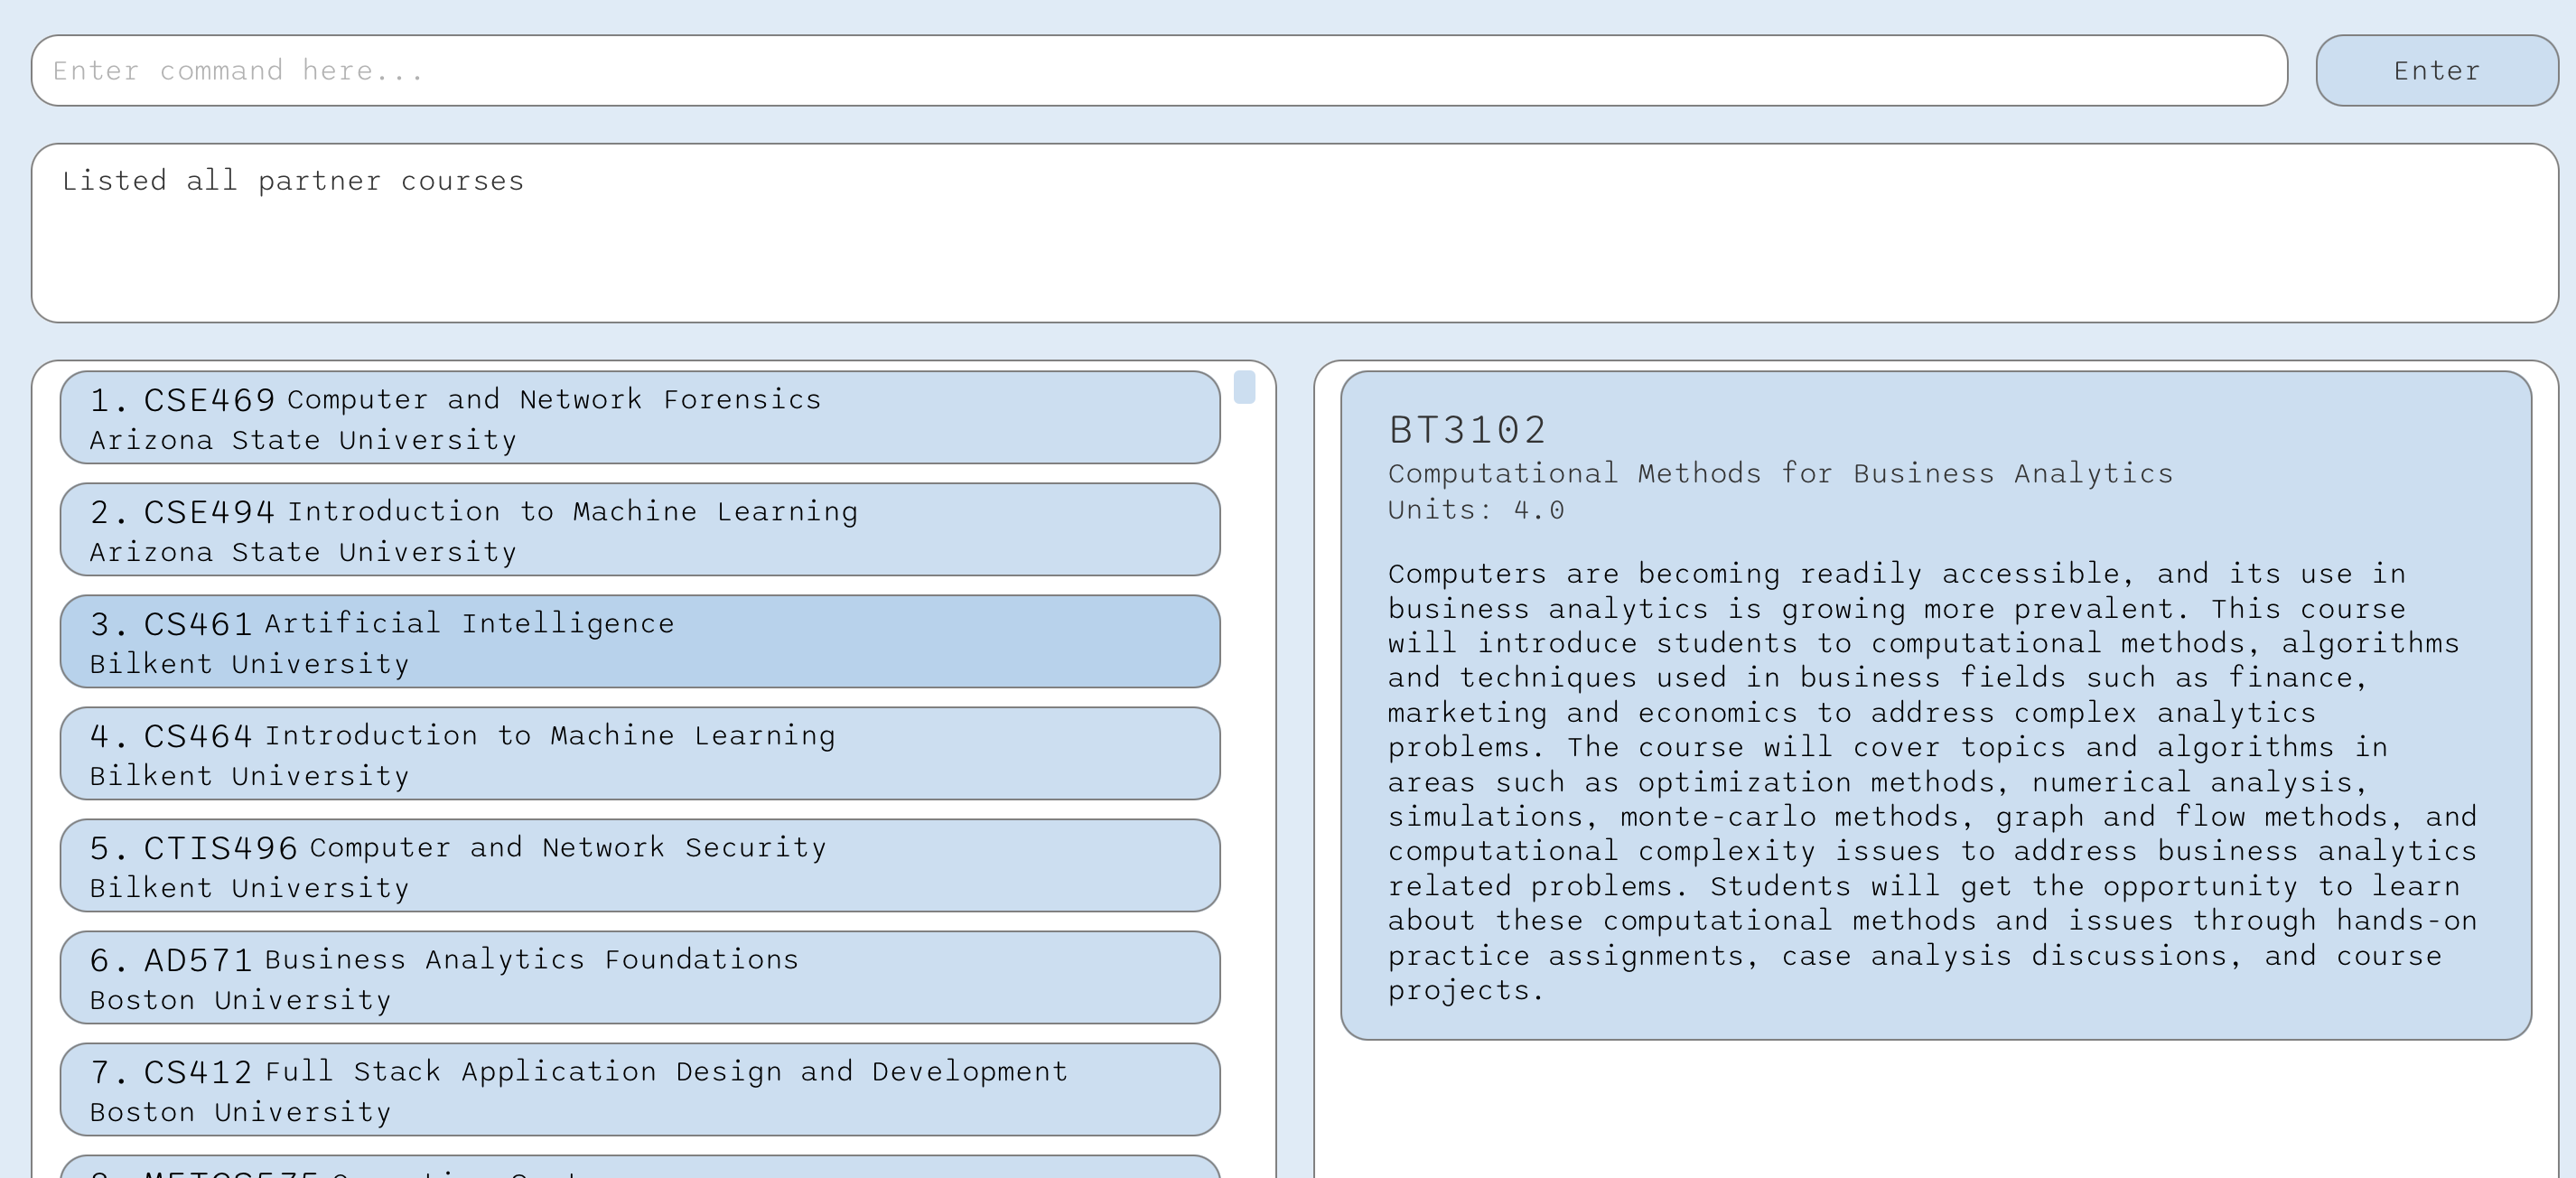 Enter command here...
Enter
Listed all partner courses
1. CSE469 Computer and Network Forensics
Arizona State University
2. CSE494 Introduction to Machine Learning
Arizona State University
3. CS461 Artificial Intelligence
Bilkent University
4. CS464 Introduction to Machine Learning
Bilkent University
5. CTIS496 Computer and Network Security
Bilkent University
6. AD571 Business Analytics Foundations
Boston University
7. CS412 Full Stack Application Design and Development
Boston University
BT3102
Computational Methods for Business Analytics
Units: 4.0
Computers are becoming readily accessible, and its use in
business analytics is growing more prevalent. This course
will introduce students to computational methods, algorithms
and techniques used in business fields such as finance,
marketing and economics to address complex analytics
problems. The course will cover topics and algorithms in
areas such as optimization methods, numerical analysis,
simulations, monte-carlo methods, graph and flow methods, and
computational complexity issues to address business analytics
related problems. Students will get the opportunity to learn
about these computational methods and issues through hands-on
practice assignments, case analysis discussions, and course
projects.